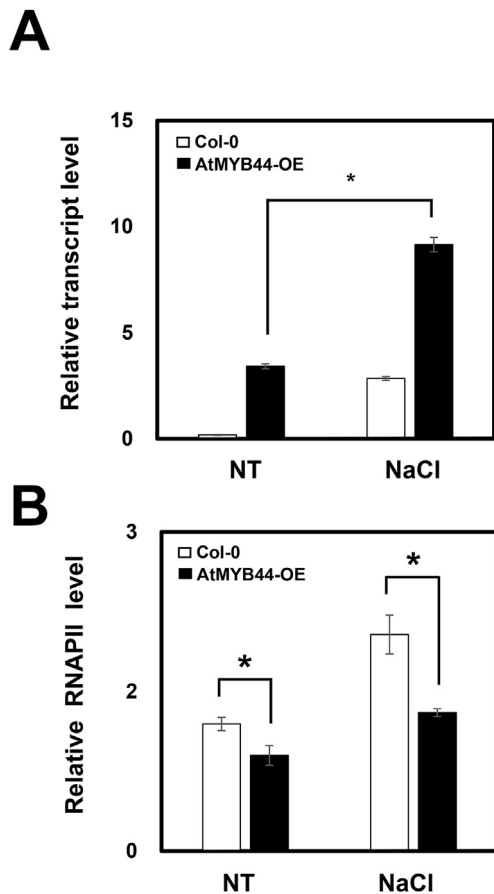 A
Relative transcript level
15
10
5
0
Col-0
AtMYB44-OE
*
NT
NaCl
B
Relative RNAPII level
3
2
0
Col-0
AtMYB44-OE
*
*
NT
NaCl